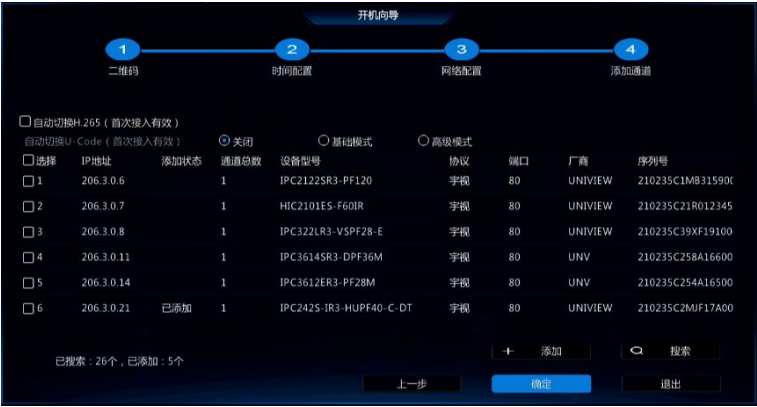 开机向导
1 2 3 4
二维码 时间配置 网络配置 添加通道
自动切换H.265（首次接入有效）
自动切换U-Code（首次接入有效） 关闭 基础模式 高级模式
选择 IP地址 添加状态 通道总数 设备型号 协议 端口 厂商 序列号
1 206.3.0.6 1 IPC2122SR3-PF120 宇视 80 UNIVIEW 210235C1MB315900
2 206.3.0.7 1 HIC2101ES-F60IR 宇视 80 UNIVIEW 210235C21R012345
3 206.3.0.8 1 IPC322LR3-VSPF28-E 宇视 80 UNIVIEW 210235C39XF19100
4 206.3.0.11 1 IPC3614SR3-DPF36M 宇视 80 UNV 210235C258A16600
5 206.3.0.14 1 IPC3612ER3-PF28M 宇视 80 UNV 210235C254A16500
6 206.3.0.21 已添加 1 IPC242S-IR3-HUPF40-C-DT 宇视 80 UNIVIEW 210235C2MJF17A00
添加 搜索
已搜索：26个，已添加：5个
上一步 确定 退出